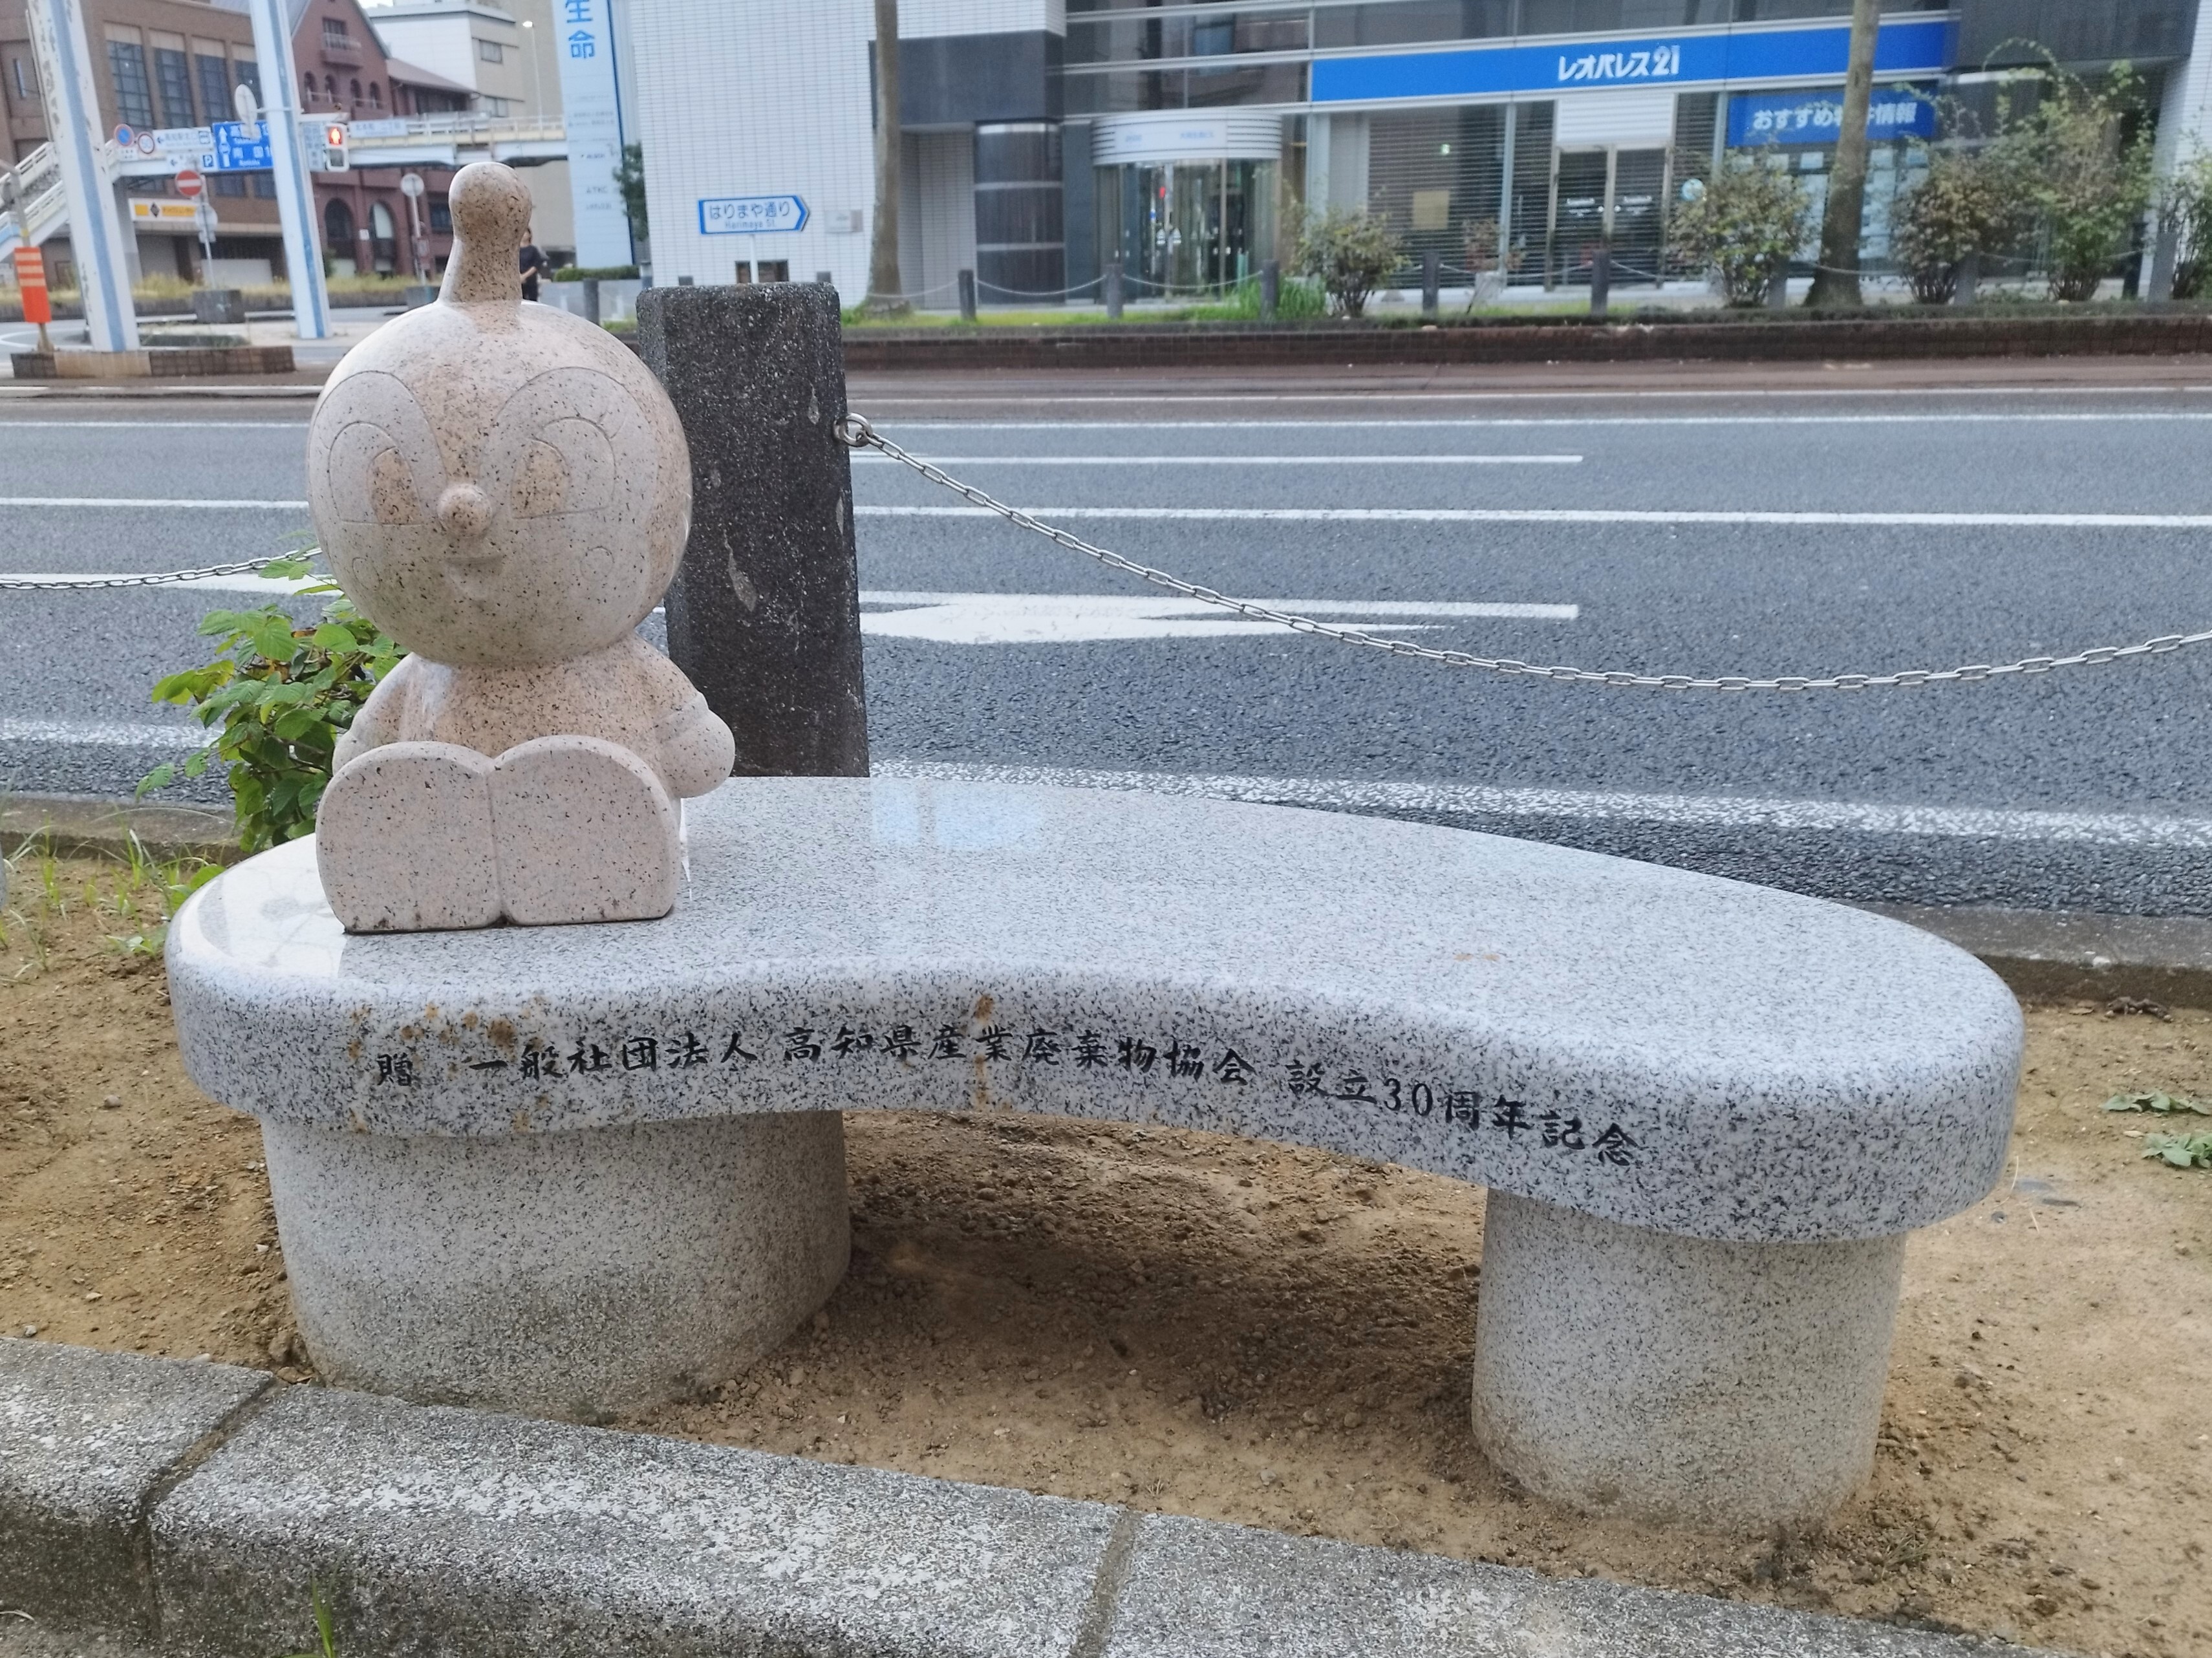 生命
レオパレス21
おすすめ物件情報
はりまや通り
Harimaya St.
贈 一般社団法人 高知県産業廃棄物協会 設立30周年記念